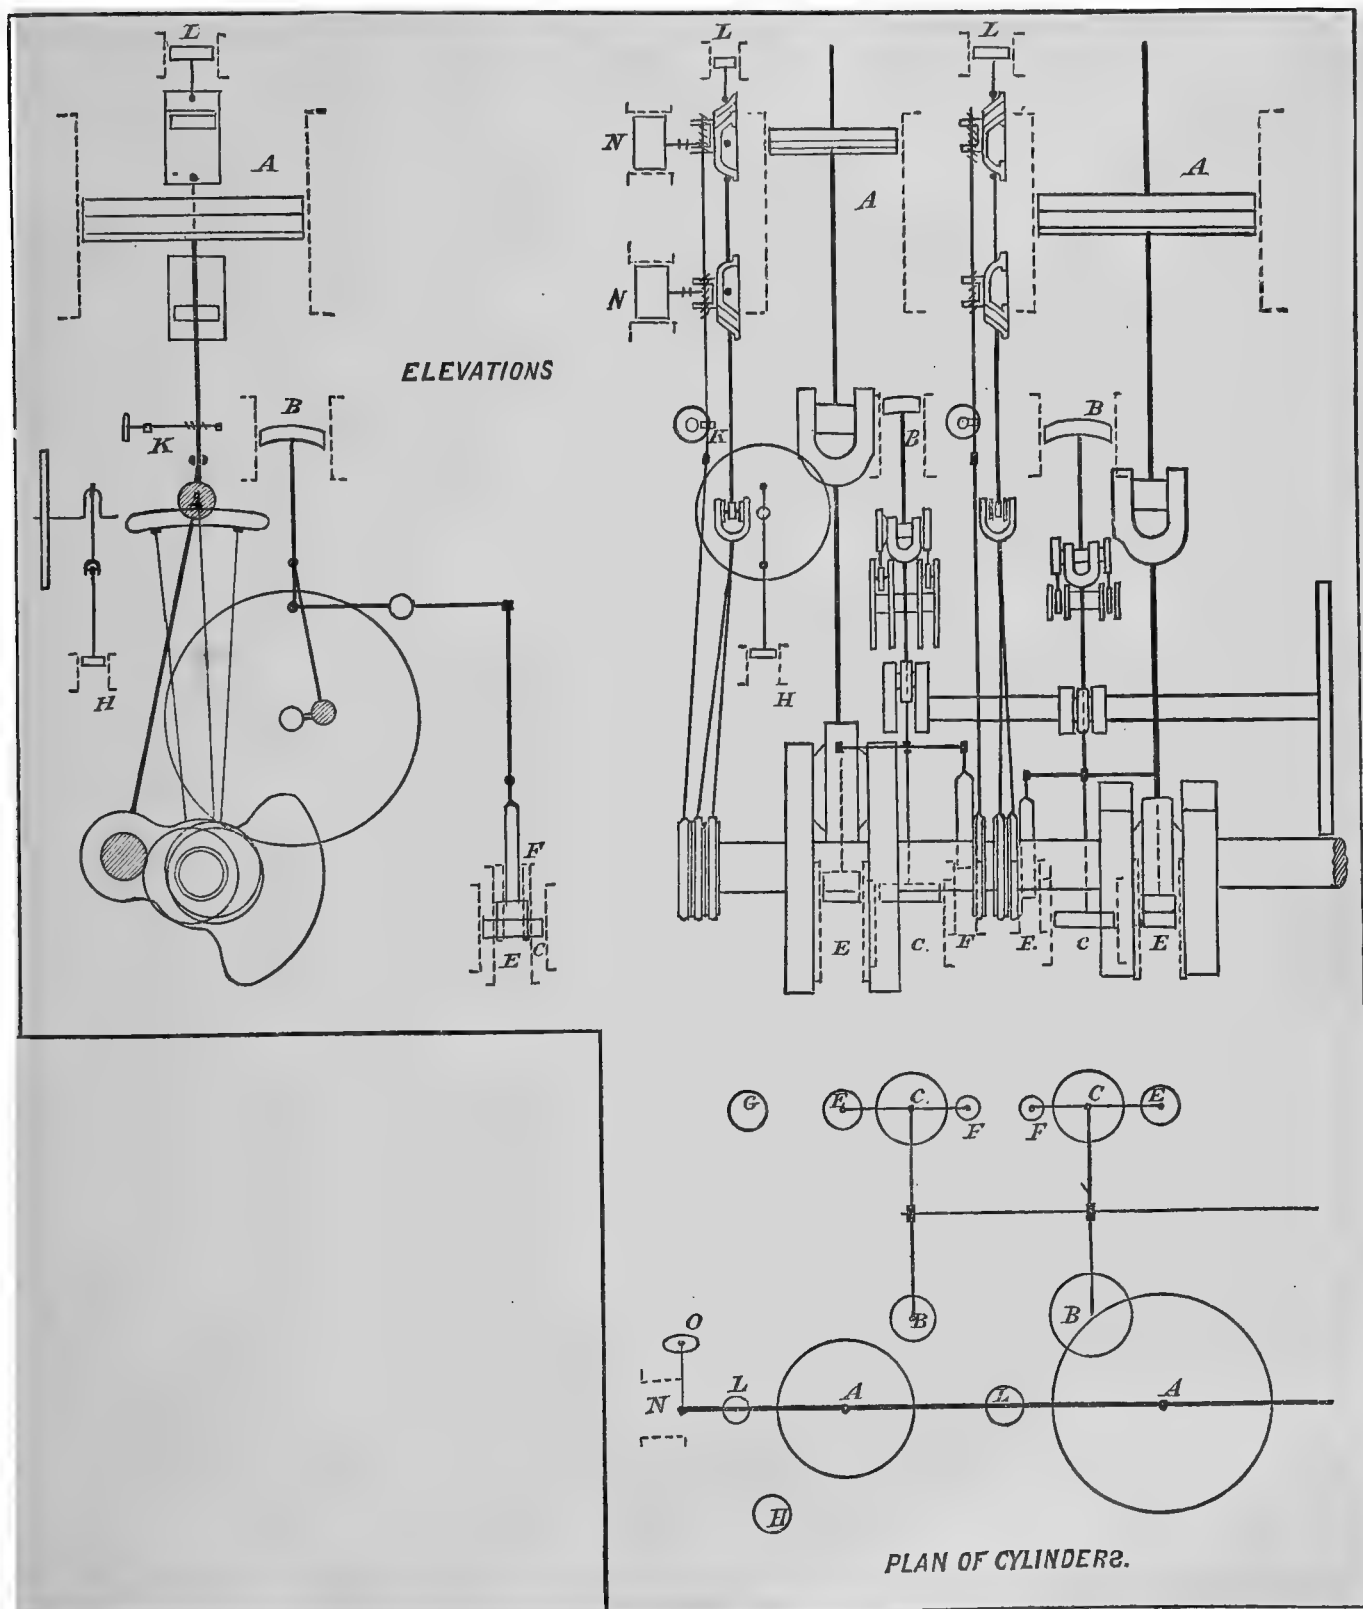 L L L
A N A A
N
ELEVATIONS
B K B B
K
A
H H
F
E C E C. F E. C E
G E C. F F C E
O B B
N L A L A
H
PLAN OF CYLINDERS.